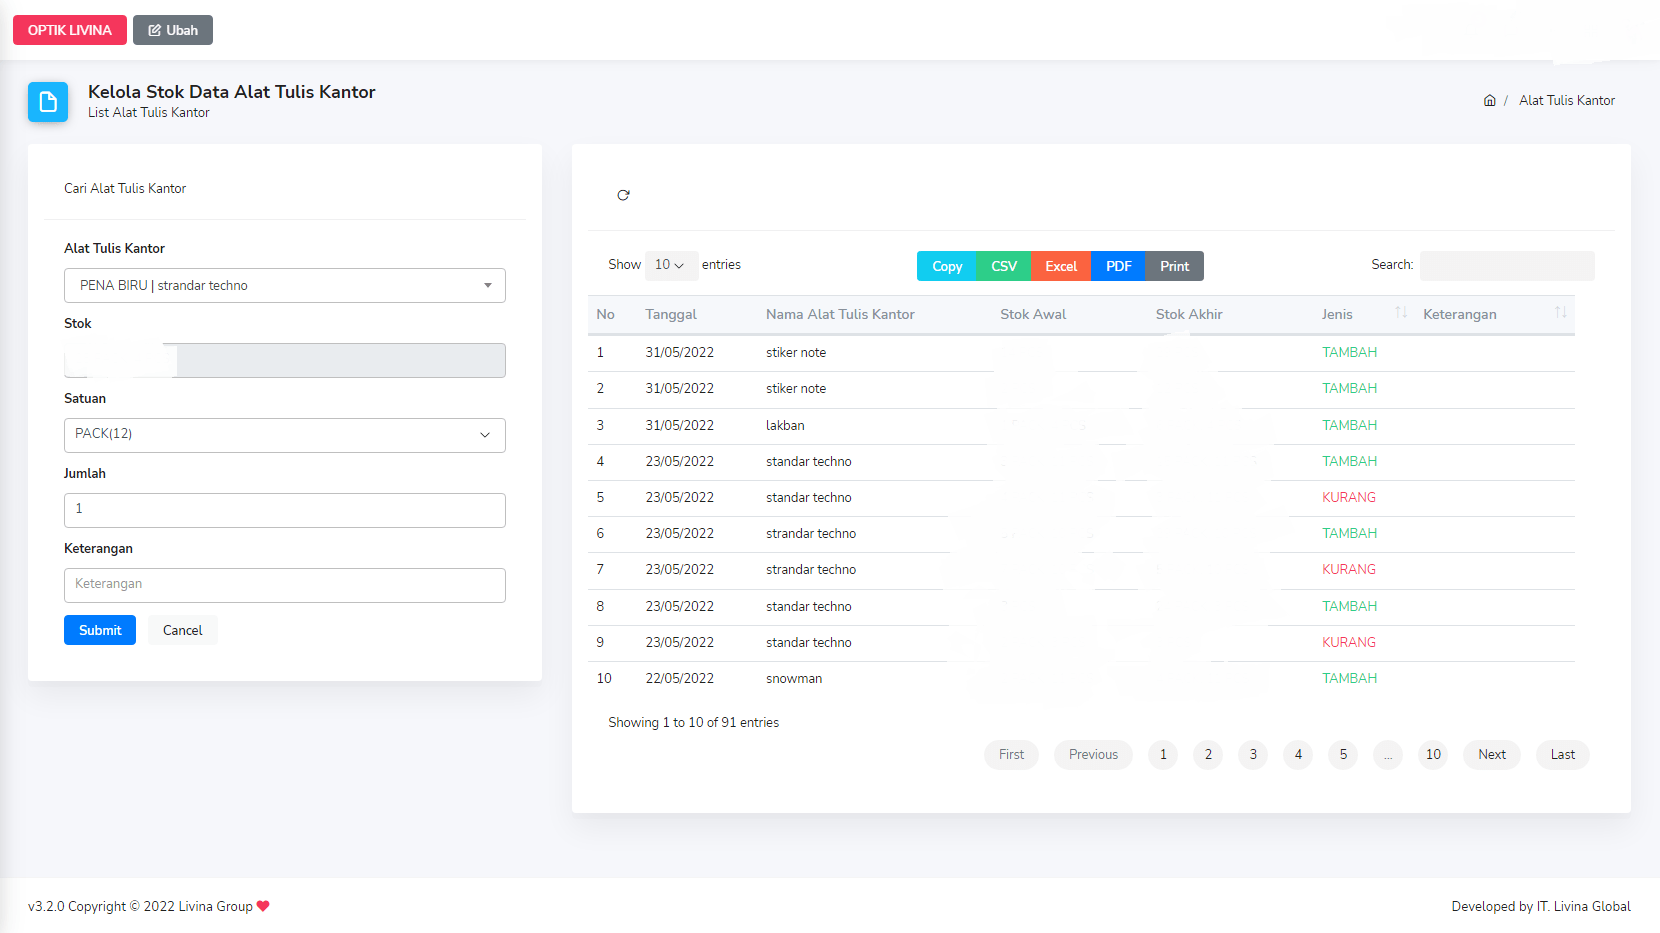 OPTIK LIVINA Ubah
Kelola Stok Data Alat Tulis Kantor
List Alat Tulis Kantor
/ Alat Tulis Kantor
Cari Alat Tulis Kantor
Alat Tulis Kantor
PENA BIRU | strandar techno
Stok
Satuan
PACK(12)
Jumlah
1
Keterangan
Keterangan
Submit Cancel
Show 10 entries
Copy CSV Excel PDF Print
Search:
No Tanggal Nama Alat Tulis Kantor Stok Awal Stok Akhir Jenis Keterangan
1 31/05/2022 stiker note TAMBAH
2 31/05/2022 stiker note TAMBAH
3 31/05/2022 lakban TAMBAH
4 23/05/2022 standar techno TAMBAH
5 23/05/2022 standar techno KURANG
6 23/05/2022 strandar techno TAMBAH
7 23/05/2022 strandar techno KURANG
8 23/05/2022 standar techno TAMBAH
9 23/05/2022 standar techno KURANG
10 22/05/2022 snowman TAMBAH
Showing 1 to 10 of 91 entries
First Previous 1 2 3 4 5 ... 10 Next Last
v3.2.0 Copyright © 2022 Livina Group ❤
Developed by IT. Livina Global